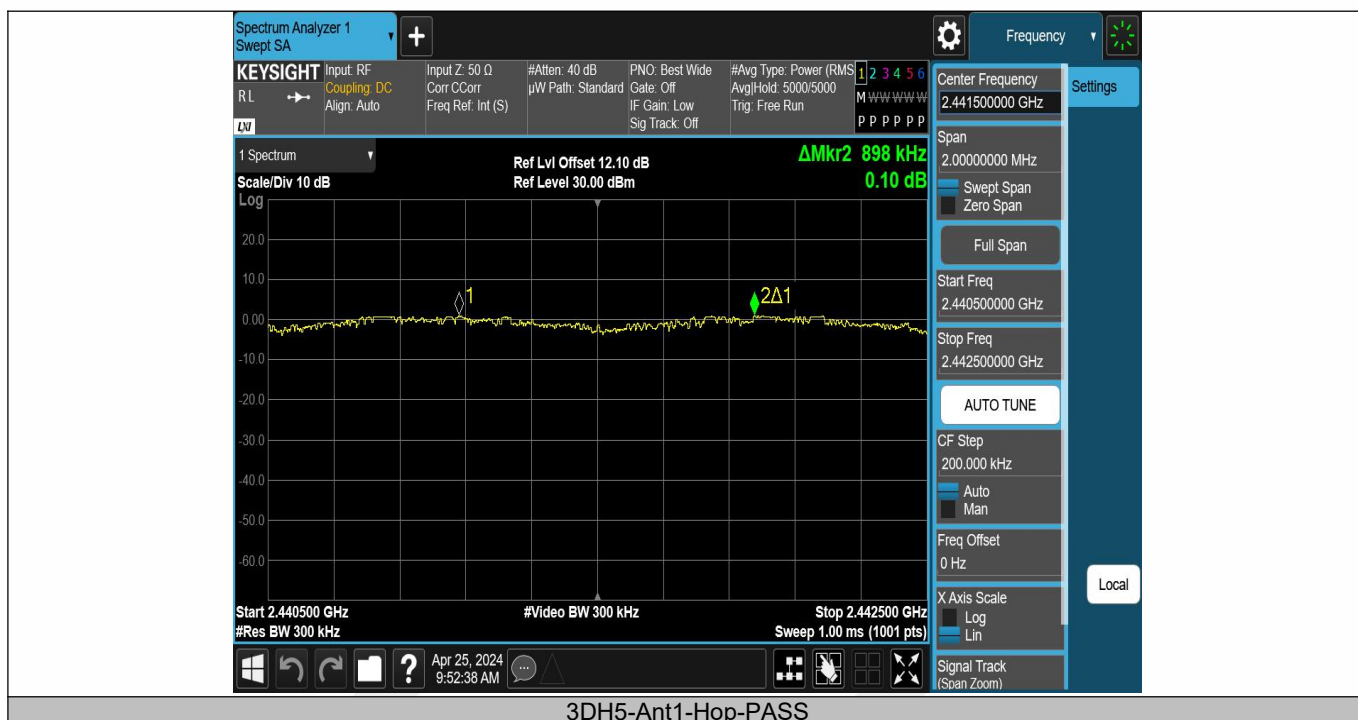 Spectrum Analyzer 1
Swept SA
+
Frequency
KEYSIGHT
RL
LXI
Input: RF
Coupling: DC
Align: Auto
Input Z: 50 Ω
Corr CCorr
Freq Ref: Int (S)
#Atten: 40 dB
µW Path: Standard
PNO: Best Wide
Gate: Off
IF Gain: Low
Sig Track: Off
#Avg Type: Power (RMS
Avg|Hold: 5000/5000
Trig: Free Run
1 2 3 4 5 6
M W W W W W
P P P P P P
1 Spectrum
Scale/Div 10 dB
Log
Ref Lvl Offset 12.10 dB
Ref Level 30.00 dBm
ΔMkr2 898 kHz
0.10 dB
20.0
10.0
0.00
-10.0
-20.0
-30.0
-40.0
-50.0
-60.0
1
2Δ1
Start 2.440500 GHz
#Res BW 300 kHz
#Video BW 300 kHz
Stop 2.442500 GHz
Sweep 1.00 ms (1001 pts)
Center Frequency
2.441500000 GHz
Settings
Span
2.00000000 MHz
Swept Span
Zero Span
Full Span
Start Freq
2.440500000 GHz
Stop Freq
2.442500000 GHz
AUTO TUNE
CF Step
200.000 kHz
Auto
Man
Freq Offset
0 Hz
X Axis Scale
Log
Lin
Local
Signal Track
(Span Zoom)
?
Apr 25, 2024
9:52:38 AM
3DH5-Ant1-Hop-PASS